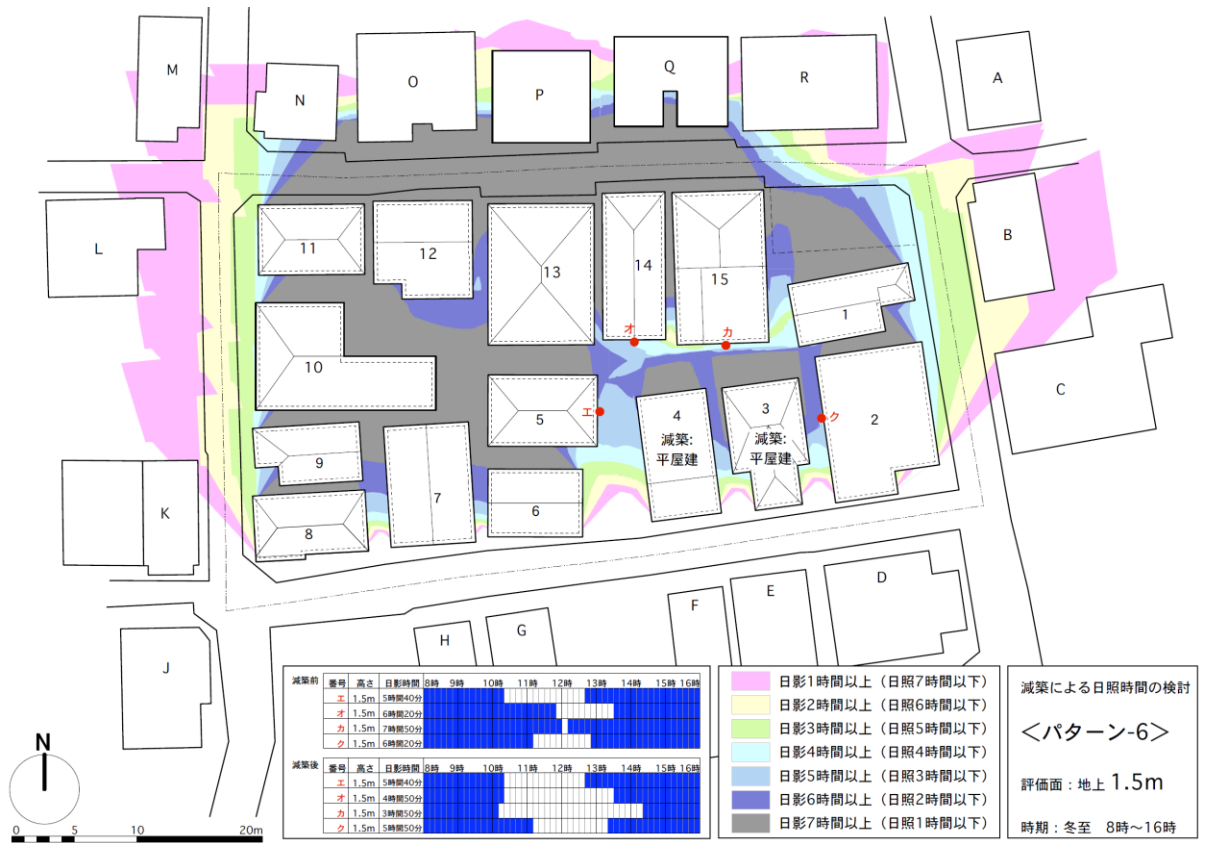 M
N
O
P
Q
R
A
L
11
12
13
14
15
1
B
オ
カ
10
C
エ
5
4
減築:
平屋建
3
減築:
平屋建
ク
2
9
7
6
8
K
D
E
F
G
H
J
N
0 5 10 20m
減築前 番号 高さ 日影時間 8時 9時 10時 11時 12時 13時 14時 15時 16時
エ 1.5m 5時間40分
オ 1.5m 6時間20分
カ 1.5m 7時間50分
ク 1.5m 6時間20分
減築後 番号 高さ 日影時間 8時 9時 10時 11時 12時 13時 14時 15時 16時
エ 1.5m 5時間40分
オ 1.5m 4時間50分
カ 1.5m 3時間50分
ク 1.5m 5時間50分
日影1時間以上(日照7時間以下)
日影2時間以上(日照6時間以下)
日影3時間以上(日照5時間以下)
日影4時間以上(日照4時間以下)
日影5時間以上(日照3時間以下)
日影6時間以上(日照2時間以下)
日影7時間以上(日照1時間以下)
減築による日照時間の検討
<パターン-6>
評価面:地上 1.5m
時期:冬至 8時〜16時